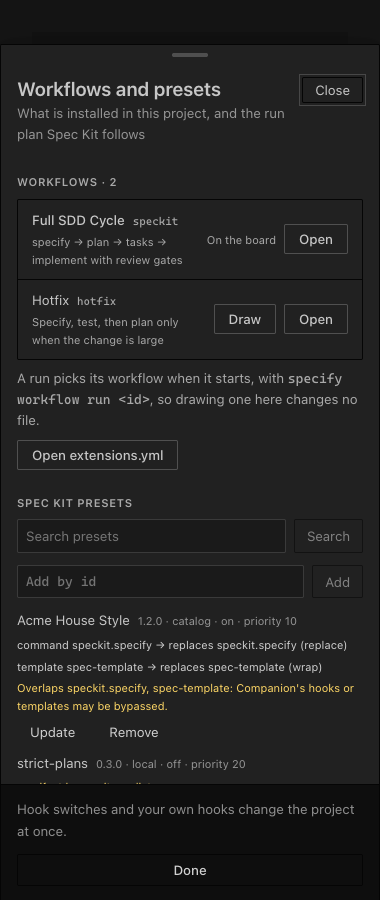 Workflows and presets
Close
What is installed in this project, and the run
plan Spec Kit follows
WORKFLOWS · 2
Full SDD Cycle speckit
specify → plan → tasks →
implement with review gates
On the board
Open
Hotfix hotfix
Specify, test, then plan only
when the change is large
Draw
Open
A run picks its workflow when it starts, with specify
workflow run <id>, so drawing one here changes no
file.
Open extensions.yml
SPEC KIT PRESETS
Search presets
Search
Add by id
Add
Acme House Style 1.2.0 · catalog · on · priority 10
command speckit.specify → replaces speckit.specify (replace)
template spec-template → replaces spec-template (wrap)
Overlaps speckit.specify, spec-template: Companion's hooks or
templates may be bypassed.
Update
Remove
strict-plans 0.3.0 · local · off · priority 20
Hook switches and your own hooks change the project
at once.
Done